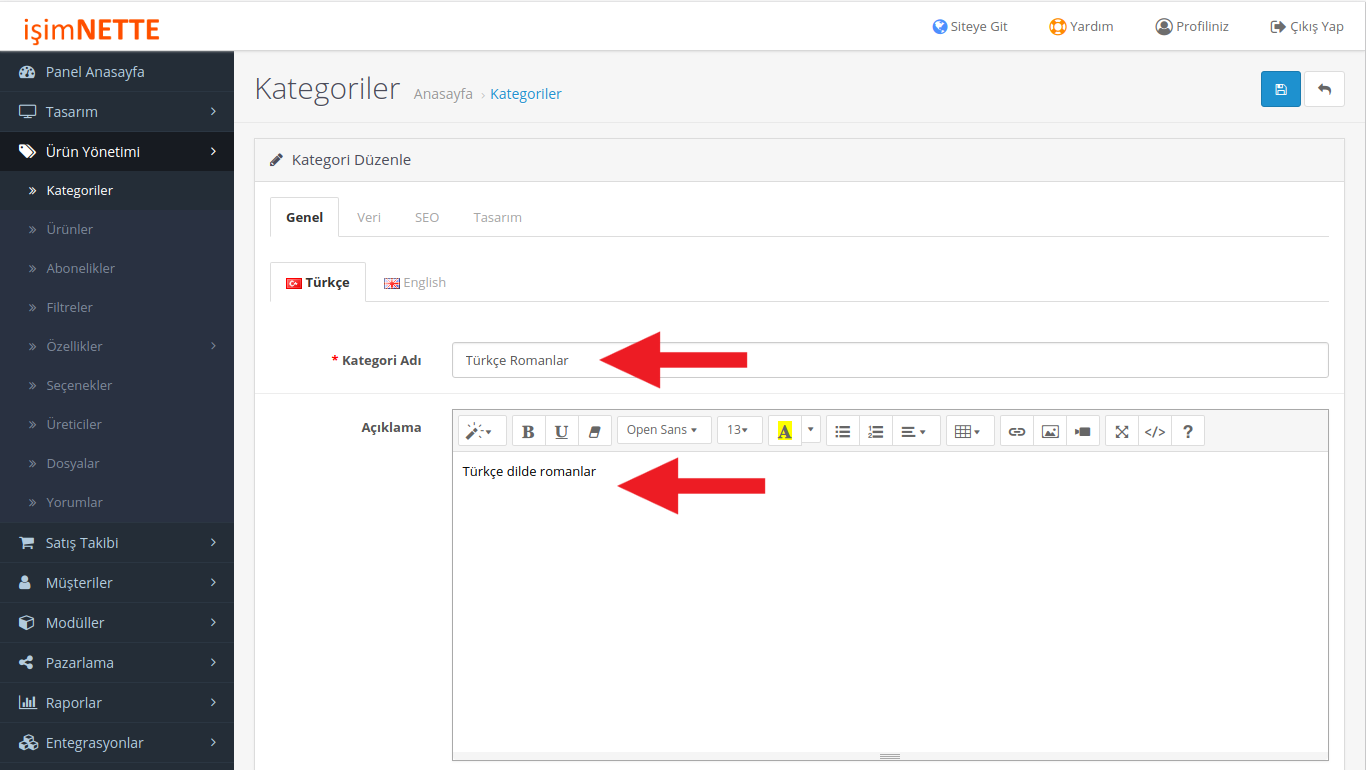 işimNETTE
Siteye Git
Yardım
Profiliniz
Çıkış Yap
Panel Anasayfa
Tasarım
Ürün Yönetimi
Kategoriler
Ürünler
Abonelikler
Filtreler
Özellikler
Seçenekler
Üreticiler
Dosyalar
Yorumlar
Satış Takibi
Müşteriler
Modüller
Pazarlama
Raporlar
Entegrasyonlar
Kategoriler Anasayfa › Kategoriler
Kategori Düzenle
Genel Veri SEO Tasarım
Türkçe English
* Kategori Adı Türkçe Romanlar
Açıklama
B U Open Sans 13 A </> ?
Türkçe dilde romanlar